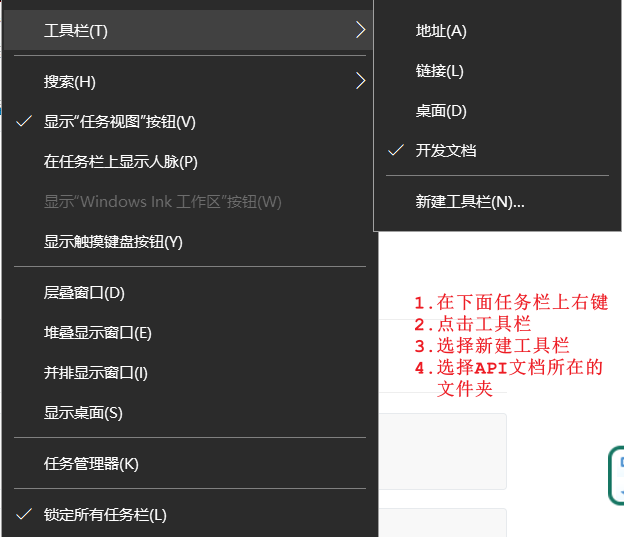 工具栏(T)
搜索(H)
显示“任务视图”按钮(V)
在任务栏上显示人脉(P)
显示“Windows Ink 工作区”按钮(W)
显示触摸键盘按钮(Y)
层叠窗口(D)
堆叠显示窗口(E)
并排显示窗口(I)
显示桌面(S)
任务管理器(K)
锁定所有任务栏(L)
地址(A)
链接(L)
桌面(D)
开发文档
新建工具栏(N)...
1.在下面任务栏上右键
2.点击工具栏
3.选择新建工具栏
4.选择API文档所在的
文件夹